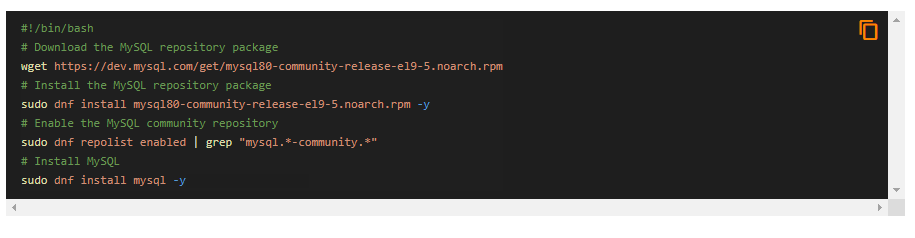 #!/bin/bash
# Download the MySQL repository package
wget https://dev.mysql.com/get/mysql80-community-release-el9-5.noarch.rpm
# Install the MySQL repository package
sudo dnf install mysql80-community-release-el9-5.noarch.rpm -y
# Enable the MySQL community repository
sudo dnf repolist enabled | grep "mysql.*-community.*"
# Install MySQL
sudo dnf install mysql -y